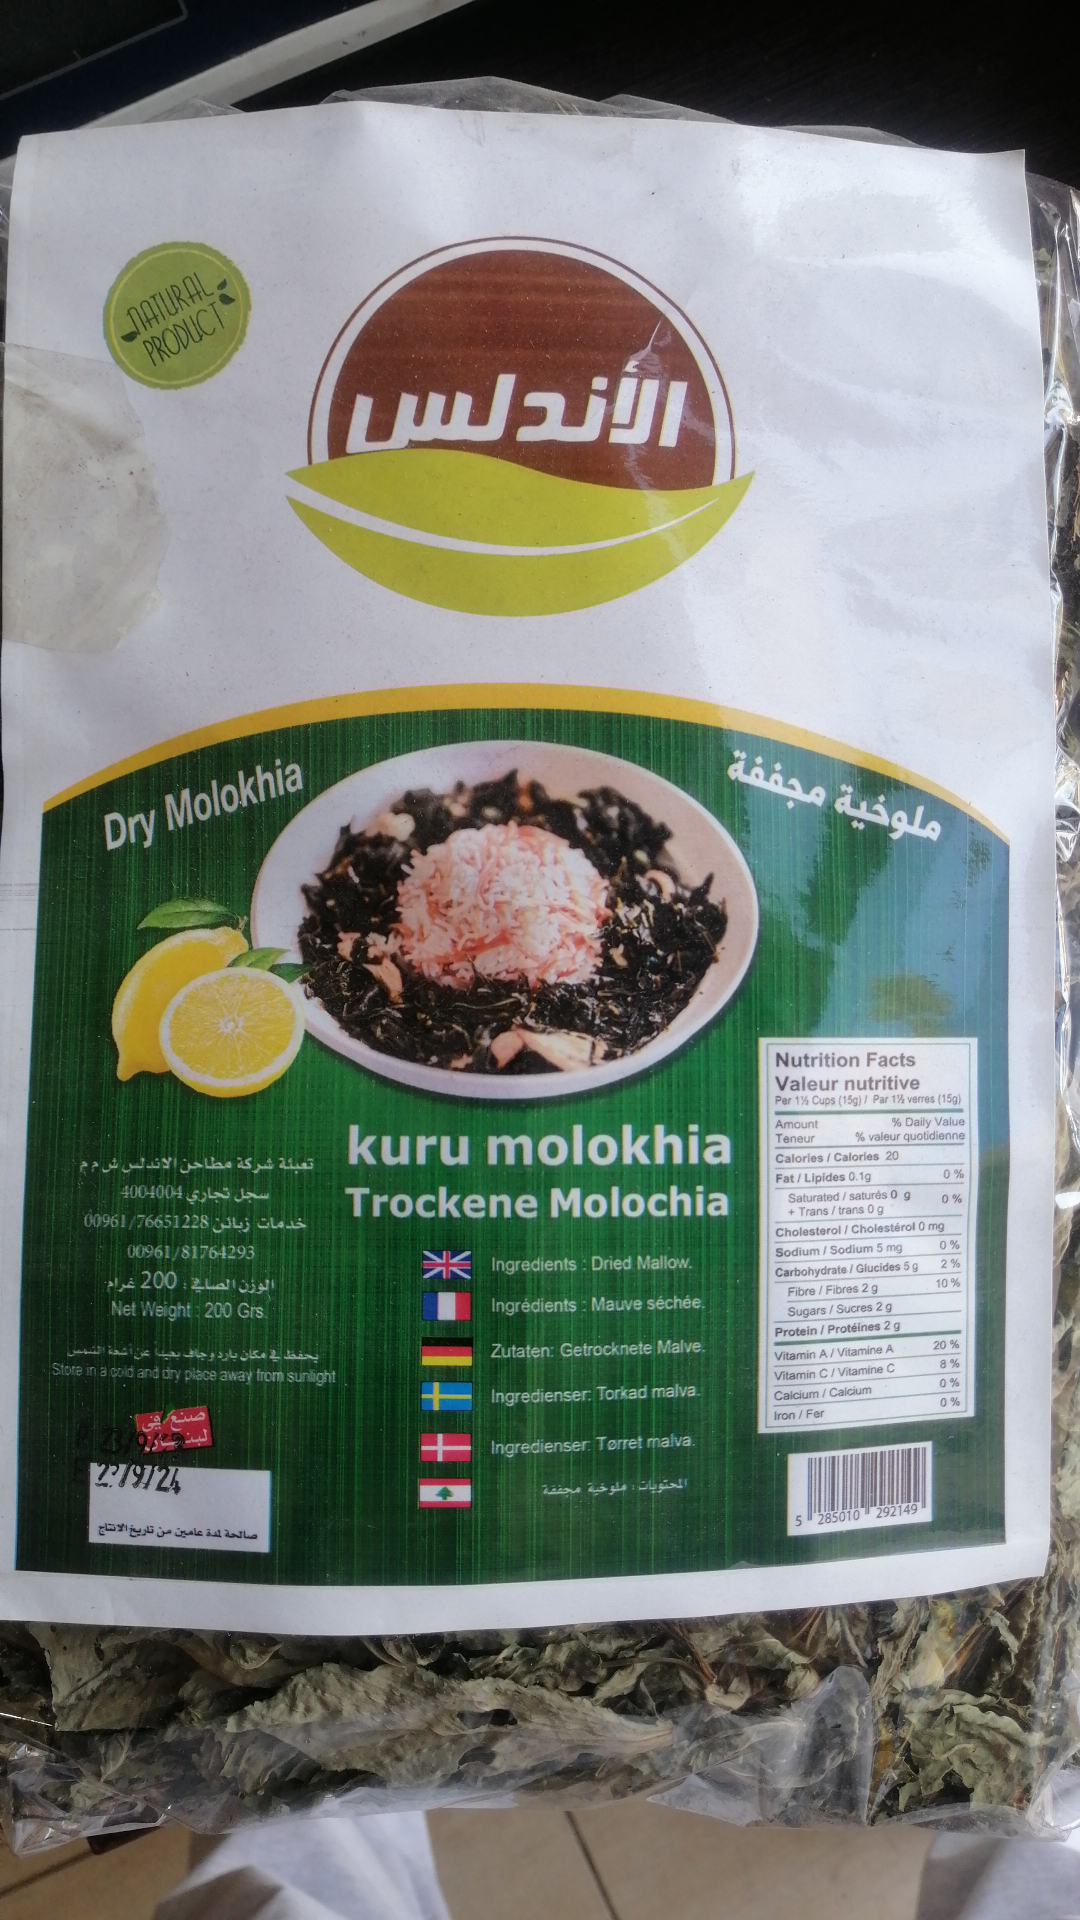 NATURAL
PRODUCT
الأندلس
Dry Molokhia
ملوخية مجففة
kuru molokhia
Trockene Molochia
تعبئة شركة مطاحن الاندلس ش م م
سجل تجاري 4004004
خدمات زبائن 00961/76651228
00961/81764293
الوزن الصافي : 200 غرام
Net Weight : 200 Grs.
يحفظ في مكان بارد وجاف بعيداً عن أشعة الشمس
Store in a cold and dry place away from sunlight
صنع في
لبنان
23/9/
E 23/9/24
صالحة لمدة عامين من تاريخ الانتاج
Ingredients : Dried Mallow.
Ingrédients : Mauve séchée.
Zutaten: Getrocknete Malve.
Ingredienser: Torkad malva.
Ingredienser: Tørret malva.
المحتويات : ملوخية مجففة
Nutrition Facts
Valeur nutritive
Per 1½ Cups (15g) / Par 1½ verres (15g)
Amount % Daily Value
Teneur % valeur quotidienne
Calories / Calories 20
Fat / Lipides 0.1g 0 %
Saturated / saturés 0 g 0 %
+ Trans / trans 0 g
Cholesterol / Cholestérol 0 mg
Sodium / Sodium 5 mg 0 %
Carbohydrate / Glucides 5 g 2 %
Fibre / Fibres 2 g 10 %
Sugars / Sucres 2 g
Protein / Protéines 2 g
Vitamin A / Vitamine A 20 %
Vitamin C / Vitamine C 8 %
Calcium / Calcium 0 %
Iron / Fer 0 %
5 285010 292149